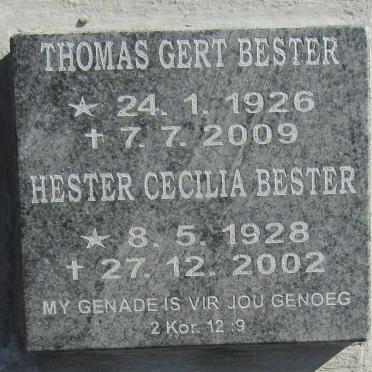 THOMAS GERT BESTER
☆ 24. 1. 1926
✝ 7. 7. 2009
HESTER CECILIA BESTER
☆ 8. 5. 1928
✝ 27. 12. 2002
MY GENADE IS VIR JOU GENOEG
2 Kor. 12 :9